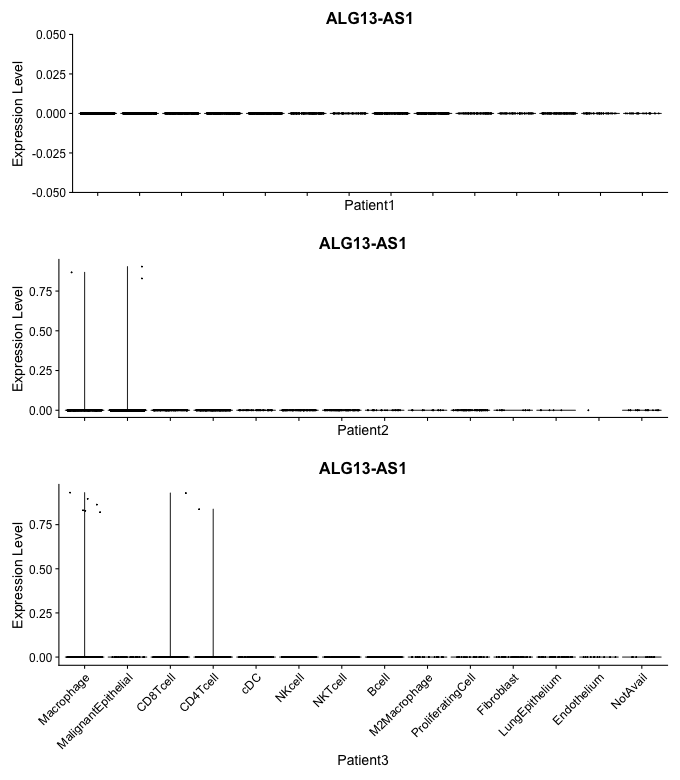 ALG13-AS1
Expression Level
0.050
0.025
0.000
-0.025
-0.050
Patient1
ALG13-AS1
Expression Level
0.75
0.50
0.25
0.00
Patient2
ALG13-AS1
Expression Level
0.75
0.50
0.25
0.00
Macrophage
MalignantEpithelial
CD8Tcell
CD4Tcell
cDC
NKcell
NKTcell
Bcell
M2Macrophage
ProliferatingCell
Fibroblast
LungEpithelium
Endothelium
NotAvail
Patient3